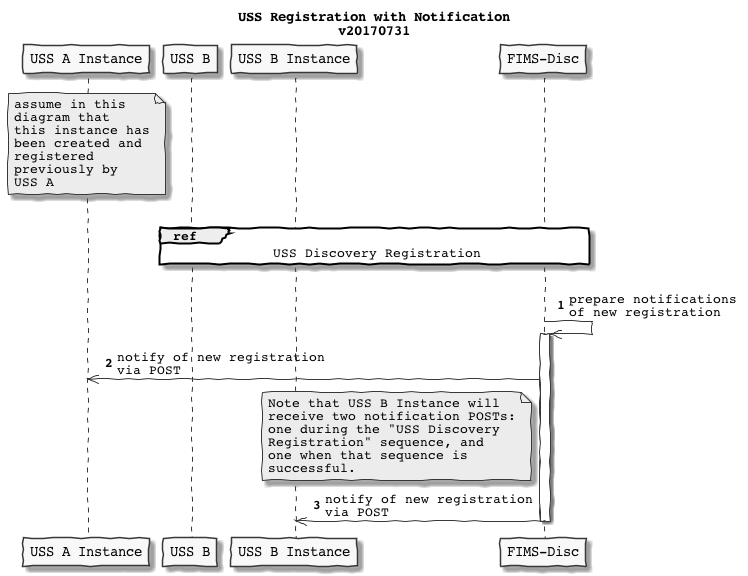 USS Registration with Notification
v20170731
USS A Instance
USS B
USS B Instance
FIMS-Disc
assume in this
diagram that
this instance has
been created and
registered
previously by
USS A
ref
USS Discovery Registration
1 prepare notifications
of new registration
2 notify of new registration
via POST
Note that USS B Instance will
receive two notification POSTs:
one during the "USS Discovery
Registration" sequence, and
one when that sequence is
successful.
3 notify of new registration
via POST
USS A Instance
USS B
USS B Instance
FIMS-Disc